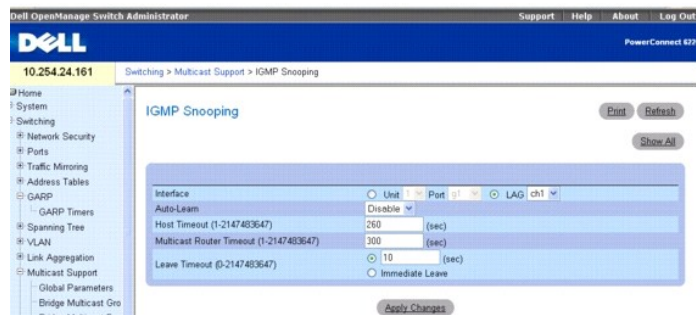 Dell OpenManage Switch Administrator
Support Help About Log Out
DELL
PowerConnect
10.254.24.161
Switching > Multicast Support > IGMP Snooping
Home
System
Switching
Network Security
Ports
Traffic Mirroring
Address Tables
GARP
GARP Timers
Spanning Tree
VLAN
Link Aggregation
Multicast Support
Global Parameters
Bridge Multicast Gro
IGMP Snooping
Print Refresh
Show All
Interface Unit 1 Port g1 LAG ch1
Auto-Learn Disable
Host Timeout (1-2147483647) 260 (sec)
Multicast Router Timeout (1-2147483647) 300 (sec)
Leave Timeout (0-2147483647) 10 (sec)
Immediate Leave
Apply Changes